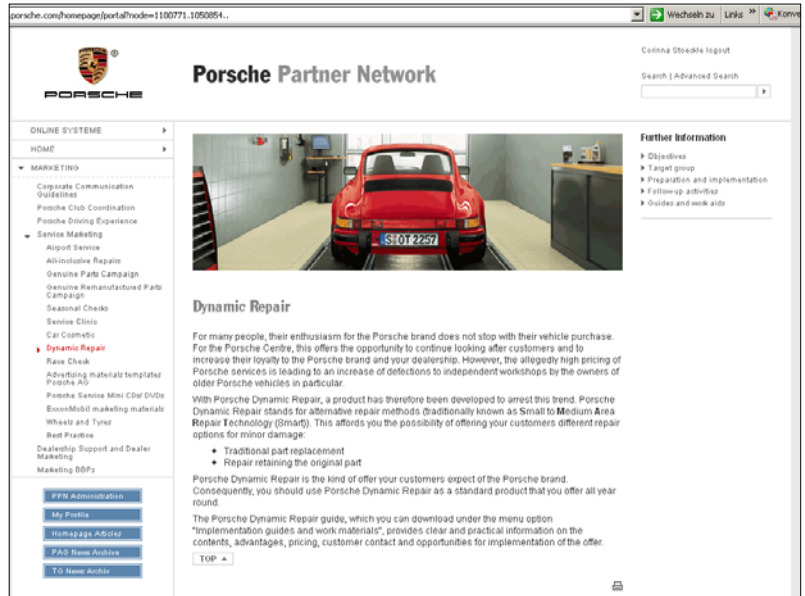 .porsche.com/homepage/portal?node=1100771.1050854..
Wechseln zu Links » Konve
PORSCHE
Porsche Partner Network
Corinna Stoeckle logout
Search | Advanced Search
ONLINE SYSTEME
HOME
MARKETING
Corporate Communication
Guidelines
Porsche Club Coordination
Porsche Driving Experience
Service Marketing
Airport Service
All-inclusive Repairs
Genuine Parts Campaign
Genuine Remanufactured Parts
Campaign
Seasonal Checks
Service Clinic
Car Cosmetic
Dynamic Repair
Race Check
Advertizing materials templates
Porsche AG
Porsche Service Mini CDs/ DVDs
ExxonMobil marketing materials
Wheels and Tyres
Best Practice
Dealership Support and Dealer
Marketing
Marketing BBPs
PPN Administration
My Profile
Homepage Articles
PAG News Archive
TG News Archiv
S OT 2257
Dynamic Repair
For many people, their enthusiasm for the Porsche brand does not stop with their vehicle purchase.
For the Porsche Centre, this offers the opportunity to continue looking after customers and to
increase their loyalty to the Porsche brand and your dealership. However, the allegedly high pricing of
Porsche services is leading to an increase of defections to independent workshops by the owners of
older Porsche vehicles in particular.
With Porsche Dynamic Repair, a product has therefore been developed to arrest this trend. Porsche
Dynamic Repair stands for alternative repair methods (traditionally known as Small to Medium Area
Repair Technology ((Smart)). This affords you the possibility of offering your customers different repair
options for minor damage:
Traditional part replacement
Repair retaining the original part
Porsche Dynamic Repair is the kind of offer your customers expect of the Porsche brand.
Consequently, you should use Porsche Dynamic Repair as a standard product that you offer all year
round.
The Porsche Dynamic Repair guide, which you can download under the menu option
"Implementation guides and work materials", provides clear and practical information on the
contents, advantages, pricing, customer contact and opportunities for implementation of the offer.
TOP
Further Information
Objectives
Target group
Preparation and implementation
Follow-up activities
Guides and work aids